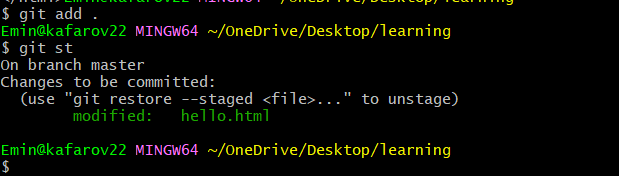 $ git add .
Emin@kafarov22 MINGW64 ~/OneDrive/Desktop/learning
$ git st
On branch master
Changes to be committed:
  (use "git restore --staged <file>..." to unstage)
        modified:   hello.html

Emin@kafarov22 MINGW64 ~/OneDrive/Desktop/learning
$